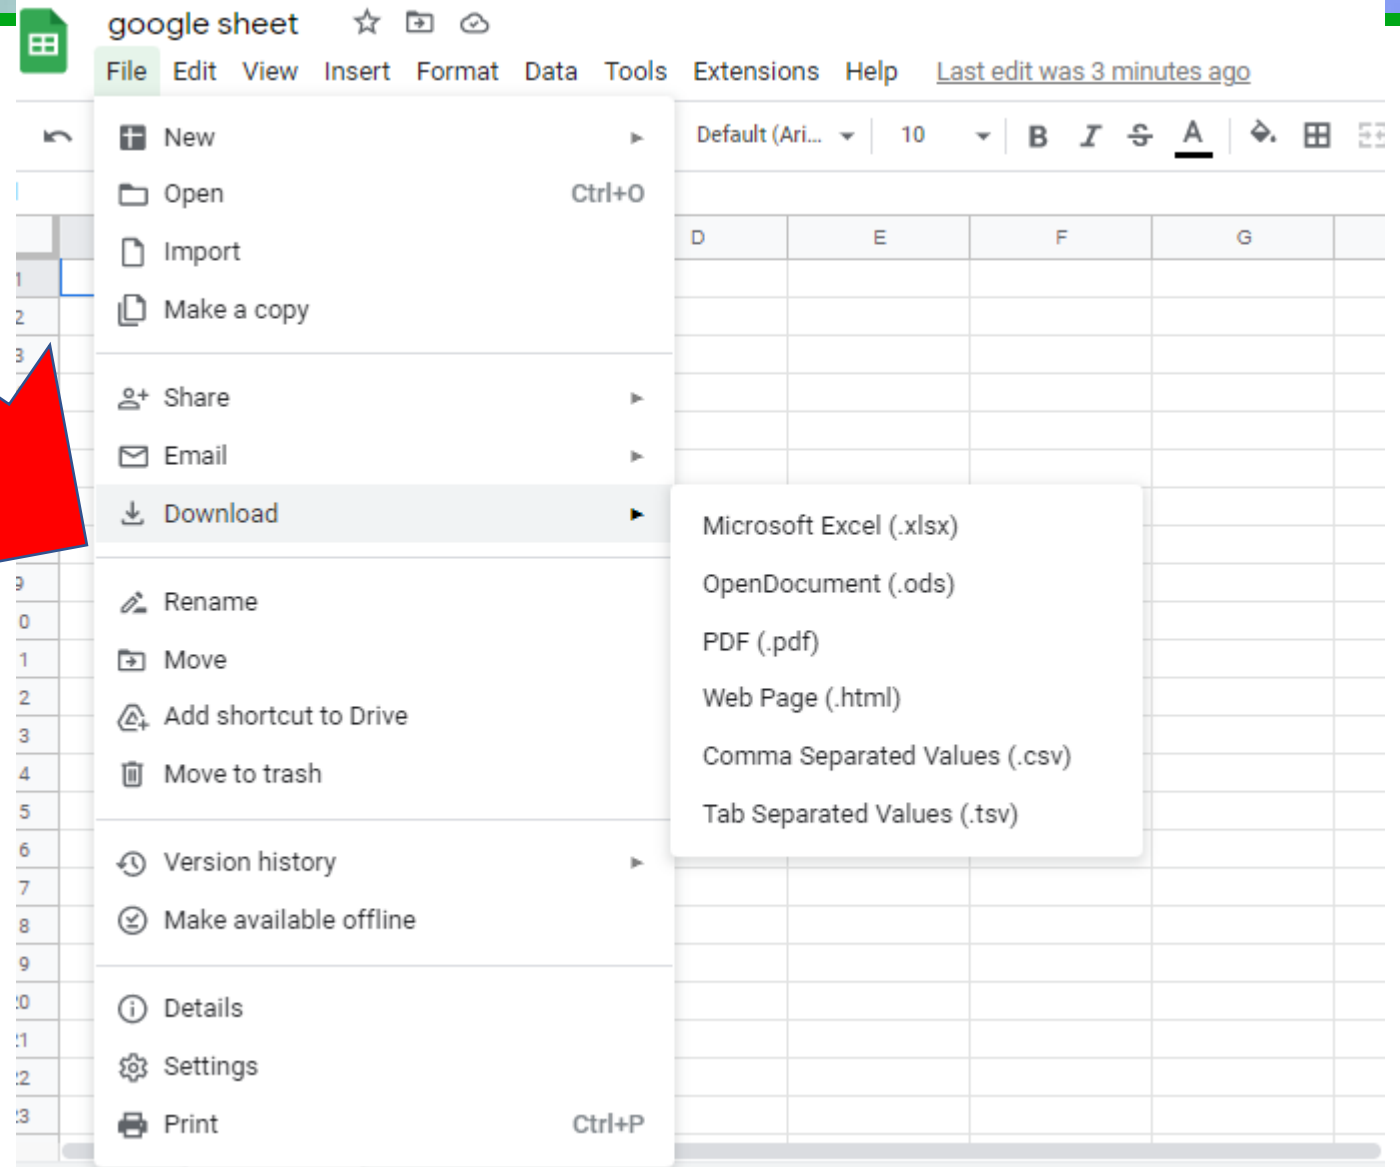 google sheet
File Edit View Insert Format Data Tools Extensions Help Last edit was 3 minutes ago
Default (Ari... 10 B I S A
New
Open Ctrl+O
Import
Make a copy
Share
Email
Download
Rename
Move
Add shortcut to Drive
Move to trash
Version history
Make available offline
Details
Settings
Print Ctrl+P
Microsoft Excel (.xlsx)
OpenDocument (.ods)
PDF (.pdf)
Web Page (.html)
Comma Separated Values (.csv)
Tab Separated Values (.tsv)
D E F G